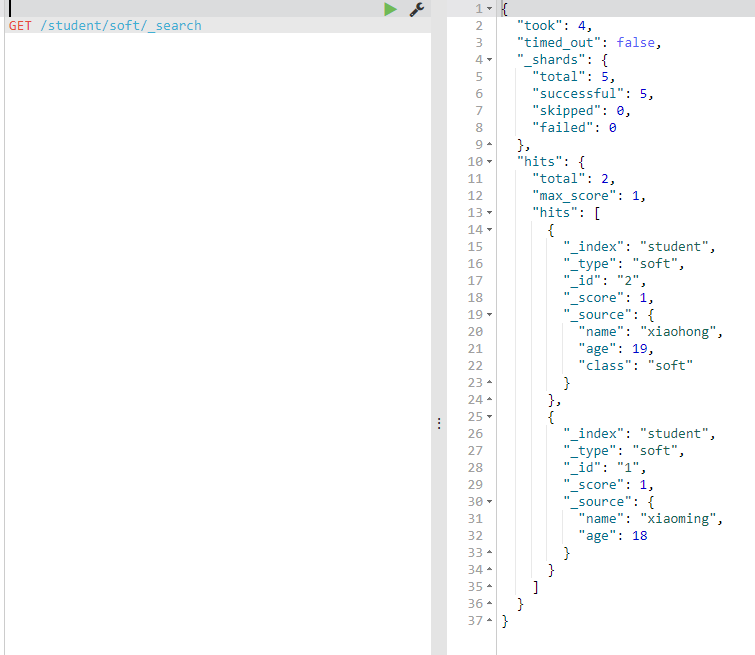 GET /student/soft/_search
1 {
2 "took": 4,
3 "timed_out": false,
4 "_shards": {
5 "total": 5,
6 "successful": 5,
7 "skipped": 0,
8 "failed": 0
9 },
10 "hits": {
11 "total": 2,
12 "max_score": 1,
13 "hits": [
14 {
15 "_index": "student",
16 "_type": "soft",
17 "_id": "2",
18 "_score": 1,
19 "_source": {
20 "name": "xiaohong",
21 "age": 19,
22 "class": "soft"
23 }
24 },
25 {
26 "_index": "student",
27 "_type": "soft",
28 "_id": "1",
29 "_score": 1,
30 "_source": {
31 "name": "xiaoming",
32 "age": 18
33 }
34 }
35 ]
36 }
37 }